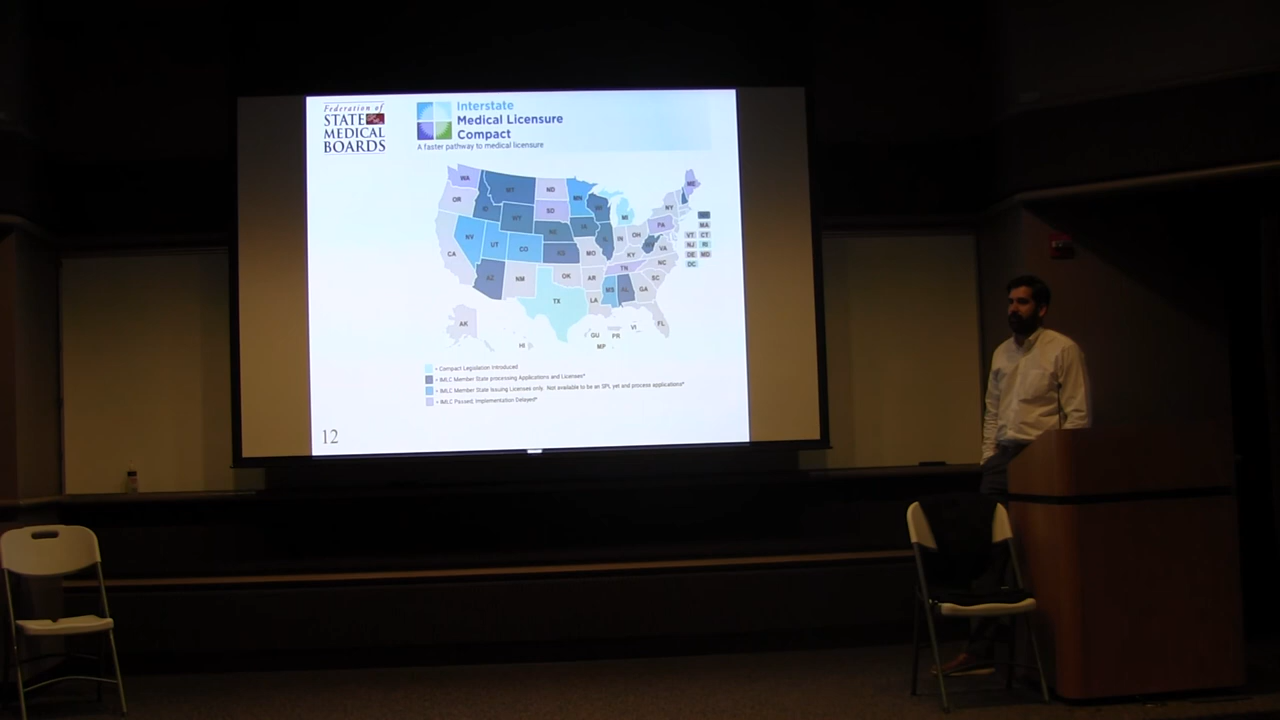 Federation of
STATE
MEDICAL
BOARDS
Interstate
Medical Licensure
Compact
A faster pathway to medical licensure
WA
MT
ND
MN
ME
OR
ID
SD
WI
MI
NY
WY
NE
IA
PA
NV
UT
CO
KS
IL
IN
OH
MO
KY
WV
VA
CA
AZ
NM
OK
AR
TN
NC
SC
TX
LA
MS
AL
GA
AK
HI
FL
GU
PR
VI
MP
MA
VT CT
NJ RI
DE MD
DC
= Compact Legislation Introduced
= IMLC Member State processing Applications and Licenses*
= IMLC Member State Issuing Licenses only. Not available to be an SPL yet and process applications*
= IMLC Passed; Implementation Delayed*
12